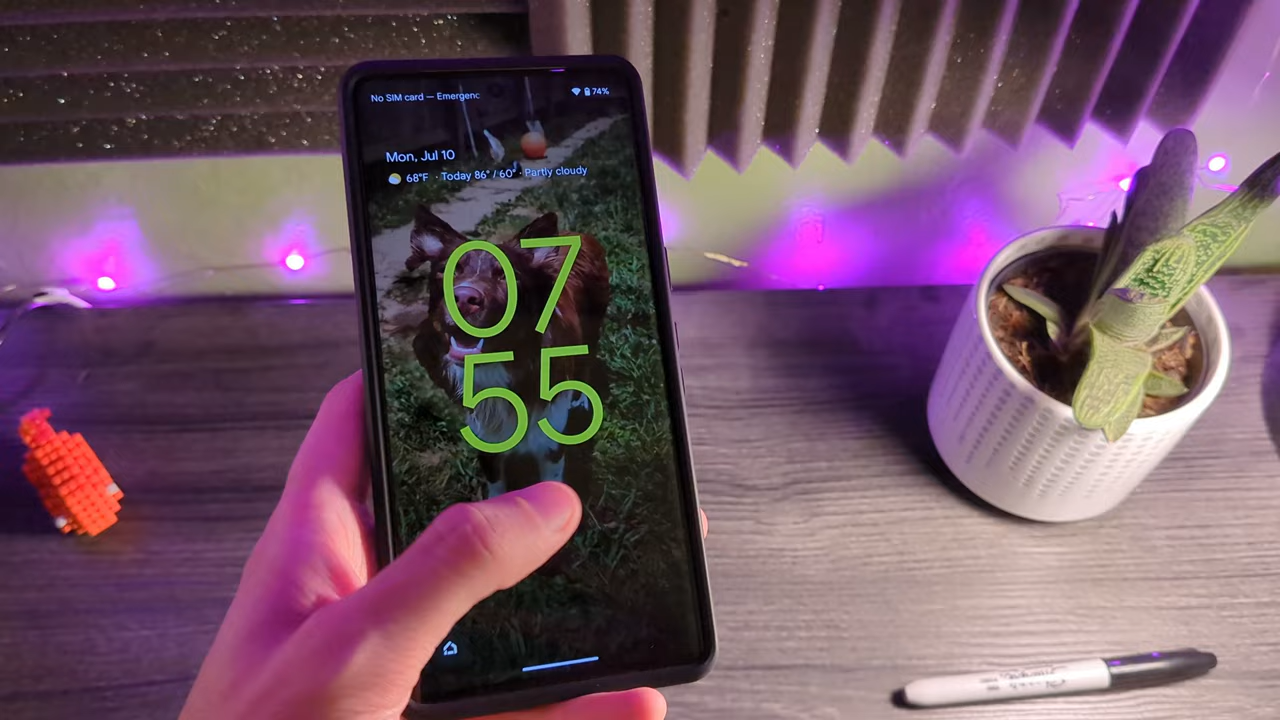 No SIM card — Emergenc
74%
Mon, Jul 10
68°F · Today 86° / 60° · Partly cloudy
07
55